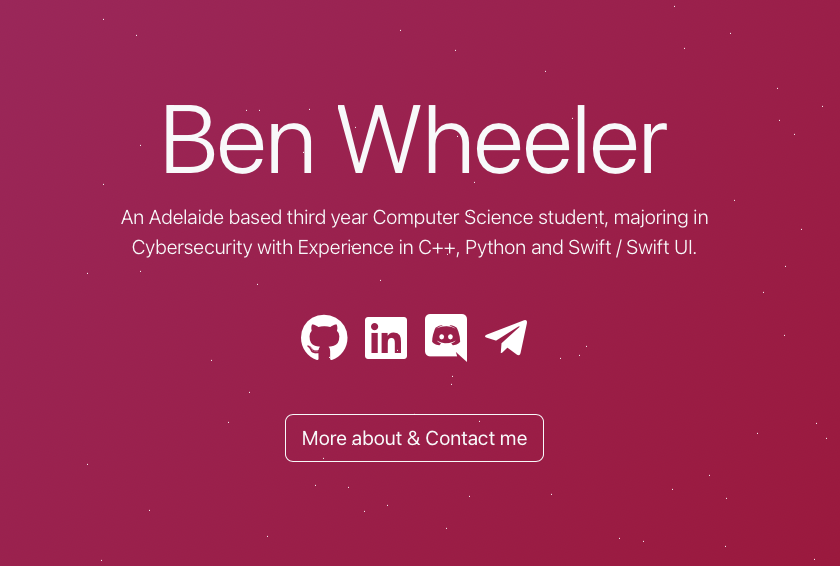 Ben Wheeler
An Adelaide based third year Computer Science student, majoring in
Cybersecurity with Experience in C++, Python and Swift / Swift UI.
in
More about & Contact me